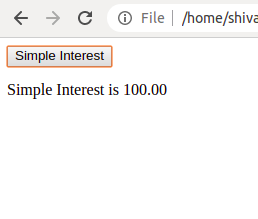 File | /home/shiva
Simple Interest
Simple Interest is 100.00